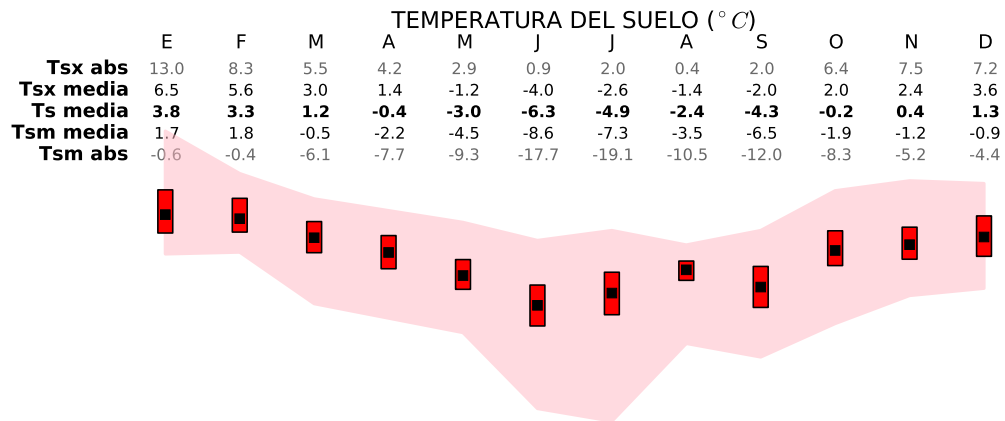 TEMPERATURA DEL SUELO (°C)
E F M A M J J A S O N D
Tsx abs 13.0 8.3 5.5 4.2 2.9 0.9 2.0 0.4 2.0 6.4 7.5 7.2
Tsx media 6.5 5.6 3.0 1.4 -1.2 -4.0 -2.6 -1.4 -2.0 2.0 2.4 3.6
Ts media 3.8 3.3 1.2 -0.4 -3.0 -6.3 -4.9 -2.4 -4.3 -0.2 0.4 1.3
Tsm media 1.7 1.8 -0.5 -2.2 -4.5 -8.6 -7.3 -3.5 -6.5 -1.9 -1.2 -0.9
Tsm abs -0.6 -0.4 -6.1 -7.7 -9.3 -17.7 -19.1 -10.5 -12.0 -8.3 -5.2 -4.4